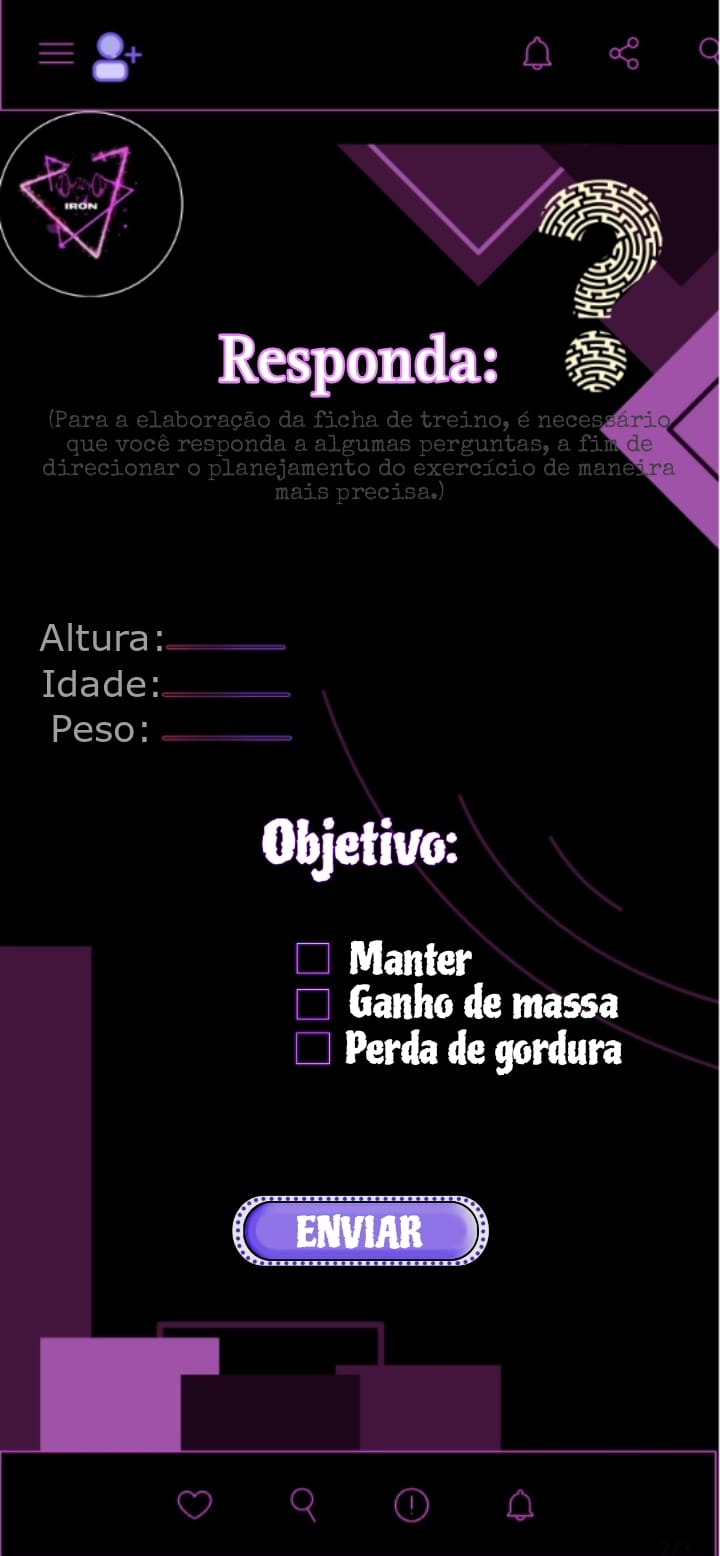 IRON
Responda:
(Para a elaboração da ficha de treino, é necessário
que você responda a algumas perguntas, a fim de
direcionar o planejamento do exercício de maneira
mais precisa.)
Altura:
Idade:
Peso:
Objetivo:
Manter
Ganho de massa
Perda de gordura
ENVIAR